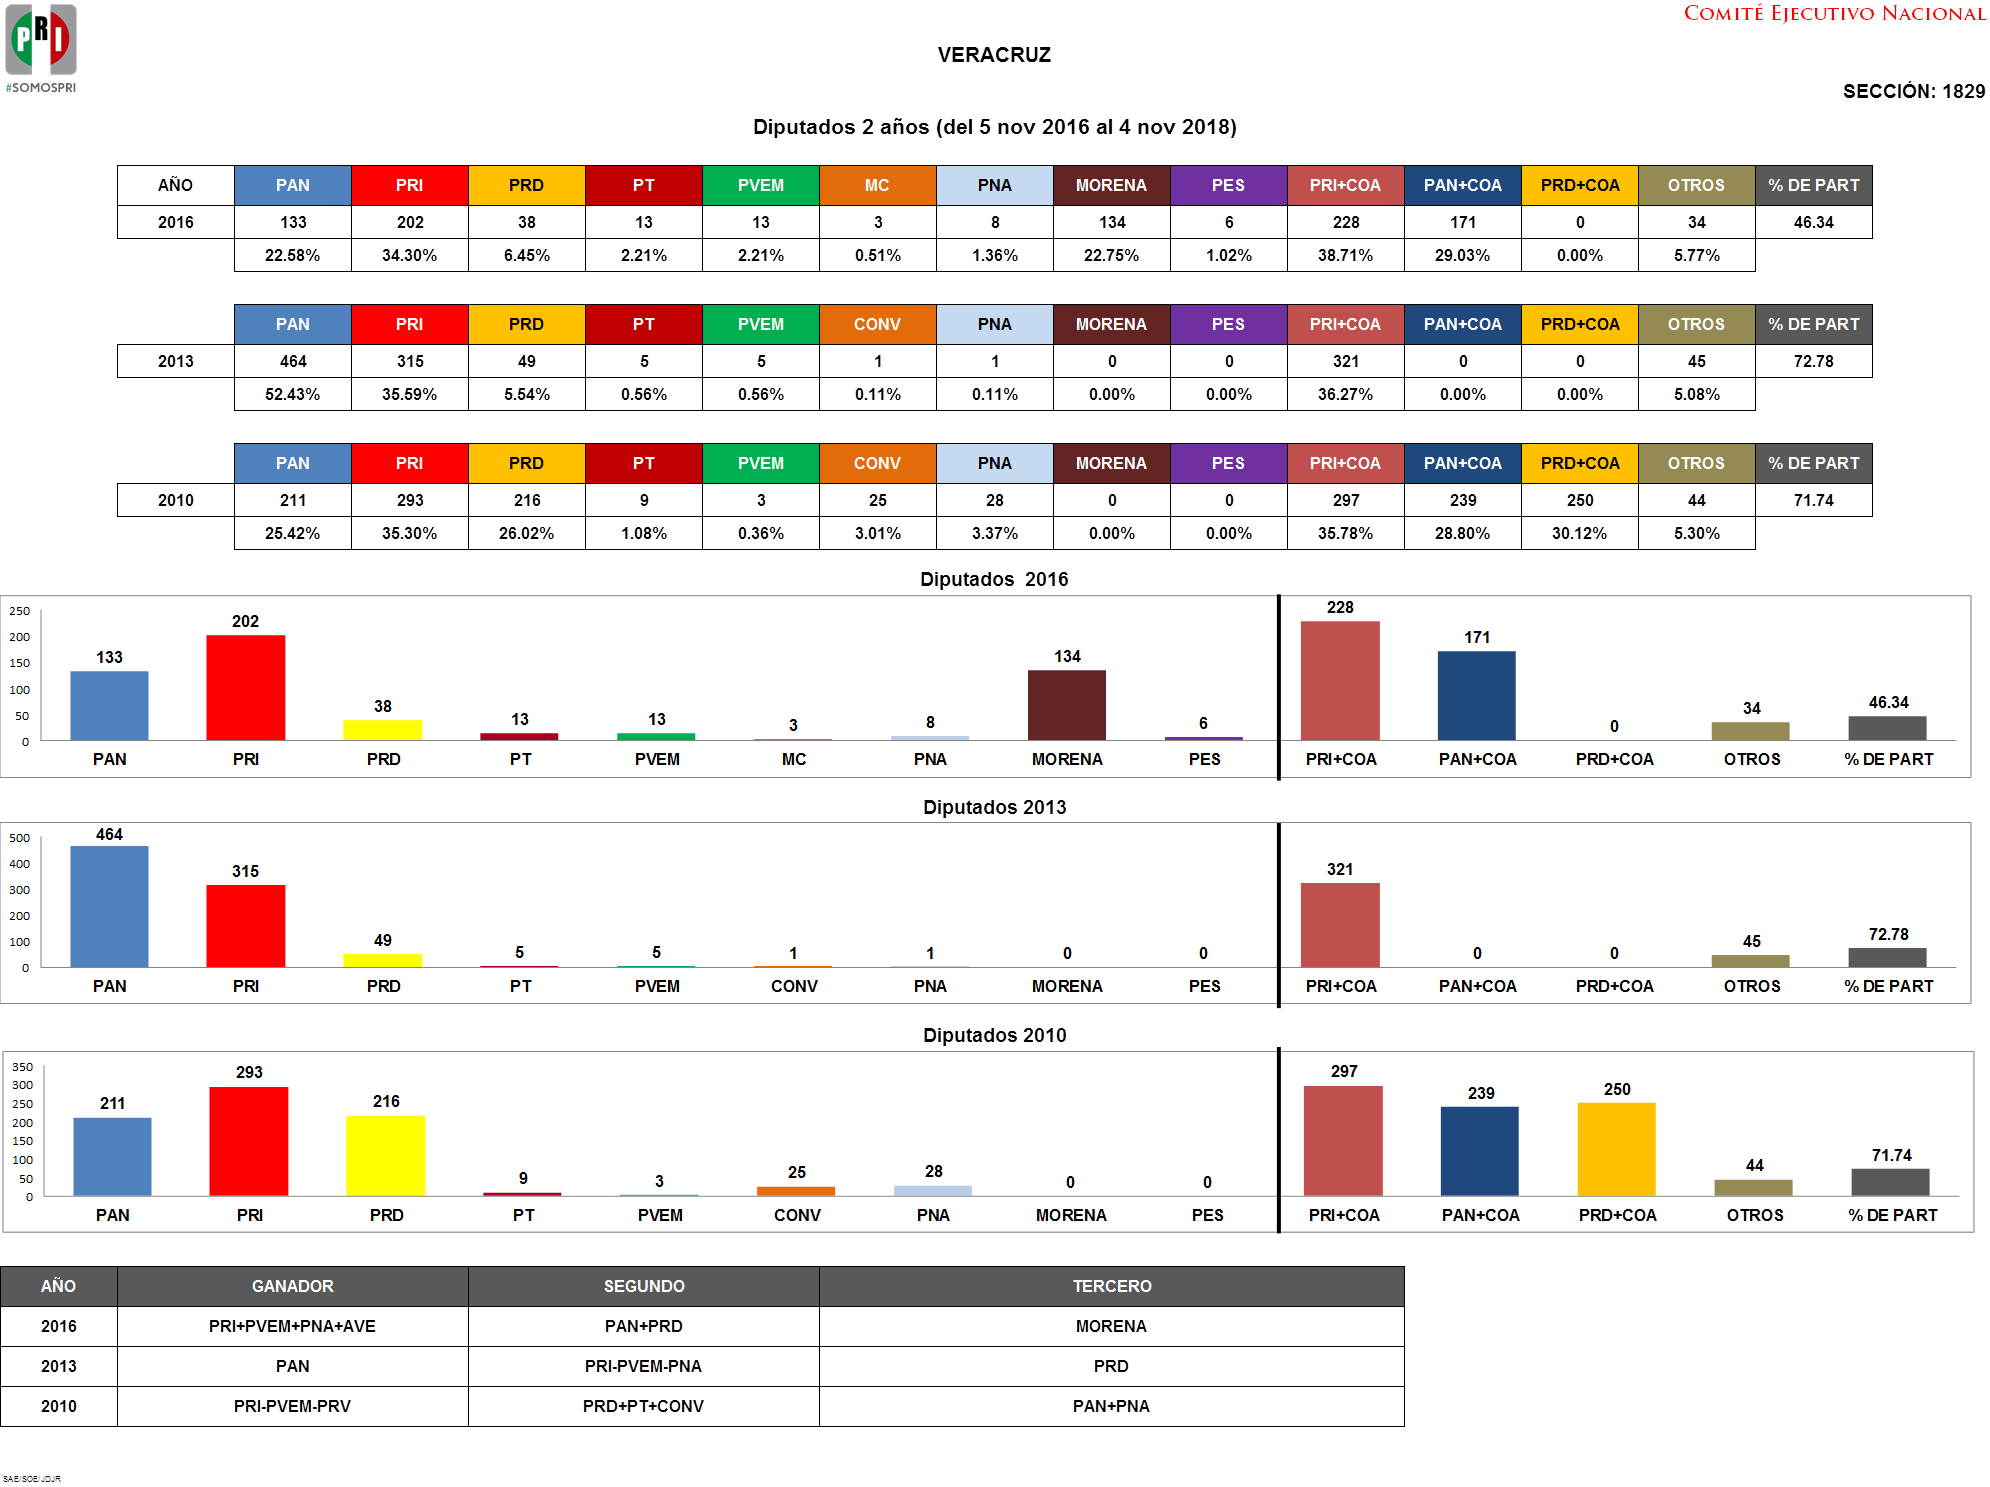 PRI
#SOMOSPRI
COMITÉ EJECUTIVO NACIONAL
VERACRUZ
SECCIÓN: 1829
Diputados 2 años (del 5 nov 2016 al 4 nov 2018)
AÑO PAN PRI PRD PT PVEM MC PNA MORENA PES PRI+COA PAN+COA PRD+COA OTROS % DE PART
2016 133 202 38 13 13 3 8 134 6 228 171 0 34 46.34
22.58% 34.30% 6.45% 2.21% 2.21% 0.51% 1.36% 22.75% 1.02% 38.71% 29.03% 0.00% 5.77%
PAN PRI PRD PT PVEM CONV PNA MORENA PES PRI+COA PAN+COA PRD+COA OTROS % DE PART
2013 464 315 49 5 5 1 1 0 0 321 0 0 45 72.78
52.43% 35.59% 5.54% 0.56% 0.56% 0.11% 0.11% 0.00% 0.00% 36.27% 0.00% 0.00% 5.08%
PAN PRI PRD PT PVEM CONV PNA MORENA PES PRI+COA PAN+COA PRD+COA OTROS % DE PART
2010 211 293 216 9 3 25 28 0 0 297 239 250 44 71.74
25.42% 35.30% 26.02% 1.08% 0.36% 3.01% 3.37% 0.00% 0.00% 35.78% 28.80% 30.12% 5.30%
Diputados 2016
250
200
150
100
50
0
133 202 38 13 13 3 8 134 6 228 171 0 34 46.34
PAN PRI PRD PT PVEM MC PNA MORENA PES PRI+COA PAN+COA PRD+COA OTROS % DE PART
Diputados 2013
500
400
300
200
100
0
464 315 49 5 5 1 1 0 0 321 0 0 45 72.78
PAN PRI PRD PT PVEM CONV PNA MORENA PES PRI+COA PAN+COA PRD+COA OTROS % DE PART
Diputados 2010
350
300
250
200
150
100
50
0
211 293 216 9 3 25 28 0 0 297 239 250 44 71.74
PAN PRI PRD PT PVEM CONV PNA MORENA PES PRI+COA PAN+COA PRD+COA OTROS % DE PART
AÑO GANADOR SEGUNDO TERCERO
2016 PRI+PVEM+PNA+AVE PAN+PRD MORENA
2013 PAN PRI-PVEM-PNA PRD
2010 PRI-PVEM-PRV PRD+PT+CONV PAN+PNA
SAE/SOE/JDJR